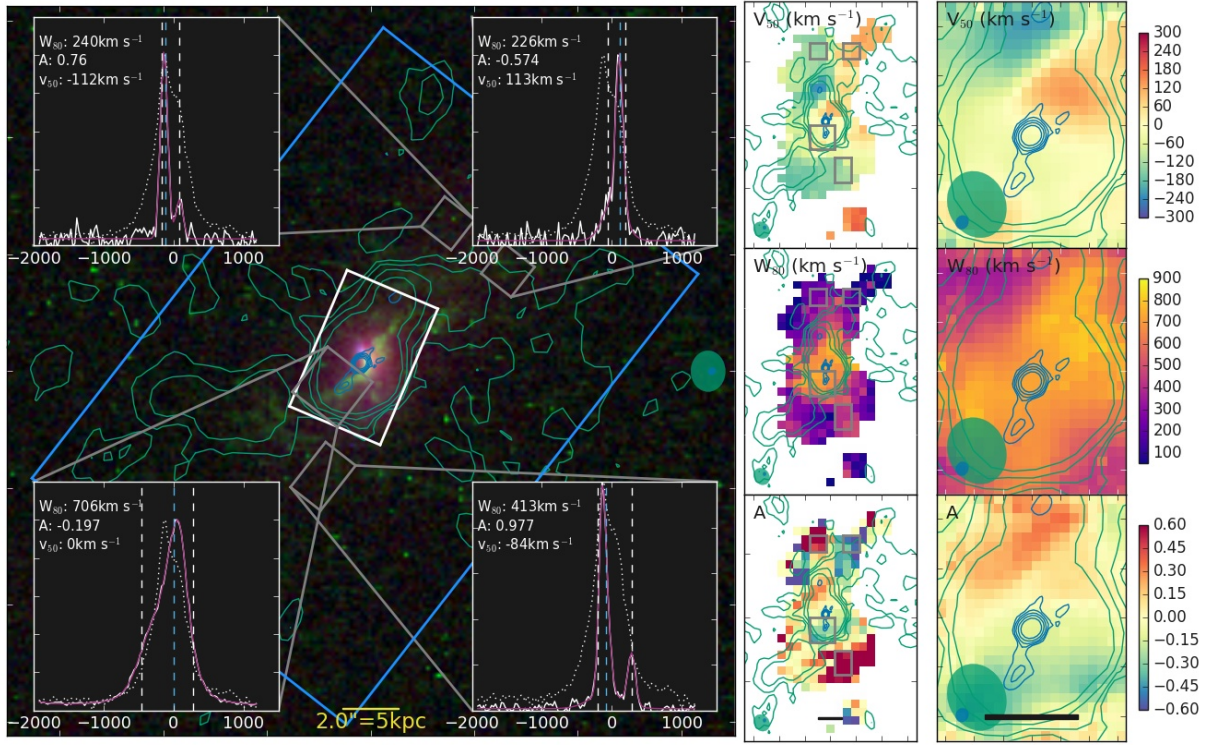 W₈₀: 240km s⁻¹
A: 0.76
v₅₀: -112km s⁻¹
−2000 −1000 0 1000
W₈₀: 226km s⁻¹
A: -0.574
v₅₀: 113km s⁻¹
−2000 −1000 0 1000
W₈₀: 706km s⁻¹
A: -0.197
v₅₀: 0km s⁻¹
−2000 −1000 0 1000
W₈₀: 413km s⁻¹
A: 0.977
v₅₀: -84km s⁻¹
−2000 −1000 0 1000
2.0"=5kpc
V₅₀ (km s⁻¹)
V₅₀ (km s⁻¹)
300
240
180
120
60
0
−60
−120
−180
−240
−300
W₈₀ (km s⁻¹)
W₈₀ (km s⁻¹)
900
800
700
600
500
400
300
200
100
A
A
0.60
0.45
0.30
0.15
0.00
−0.15
−0.30
−0.45
−0.60